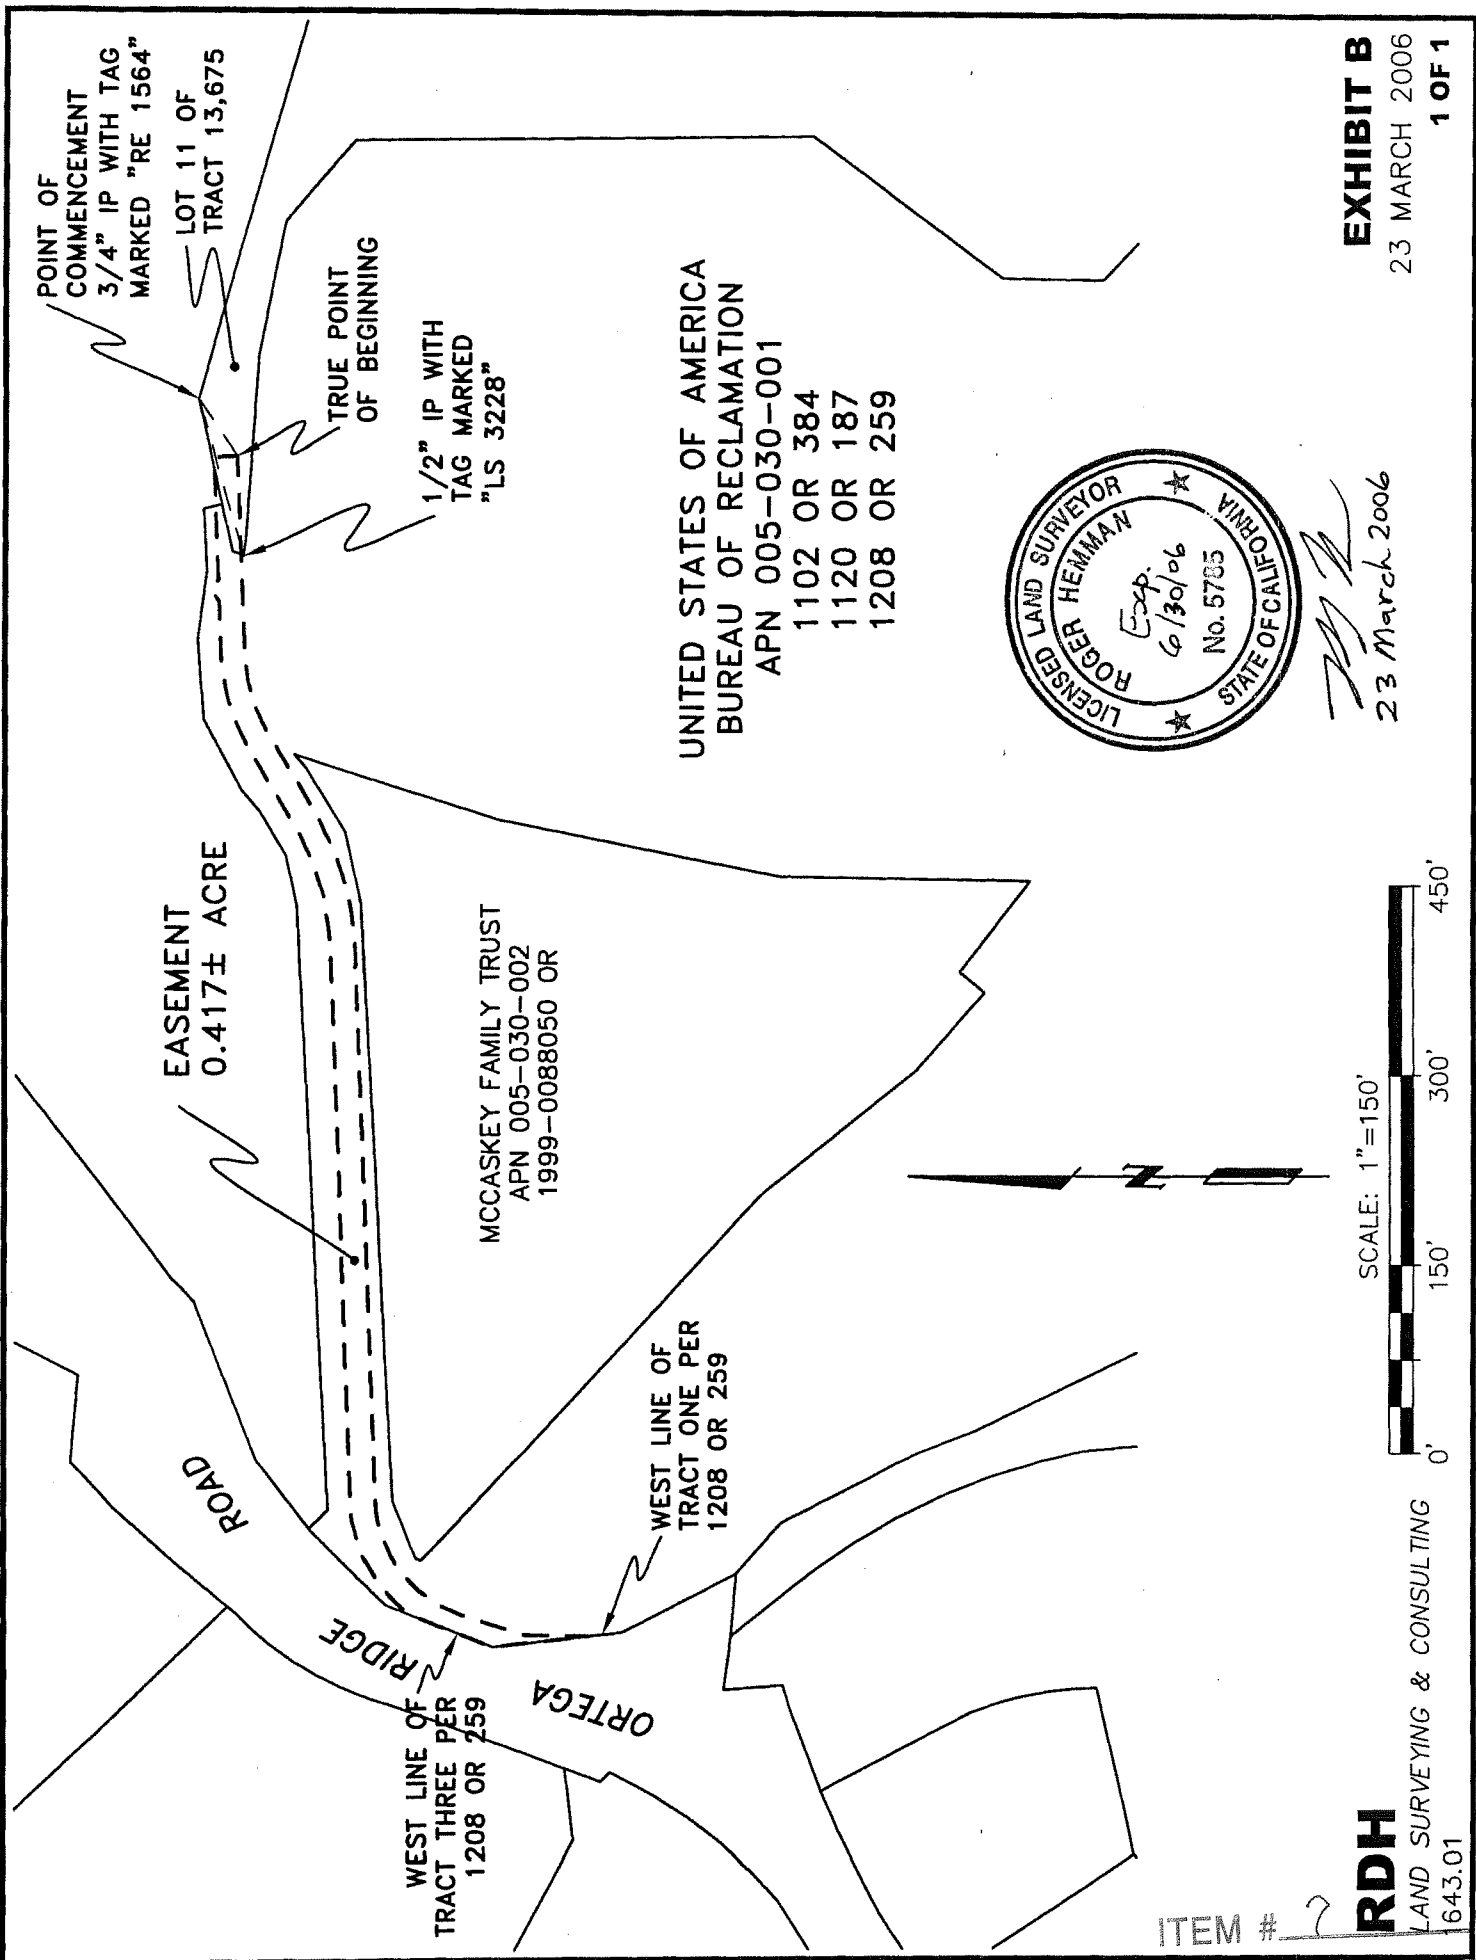 POINT OF
COMMENCEMENT
3/4" IP WITH TAG
MARKED "RE 1564"
LOT 11 OF
TRACT 13,675
TRUE POINT
OF BEGINNING
1/2" IP WITH
TAG MARKED
"LS 3228"
EASEMENT
0.417± ACRE
MCCASKEY FAMILY TRUST
APN 005-030-002
1999-0088050 OR
UNITED STATES OF AMERICA
BUREAU OF RECLAMATION
APN 005-030-001
1102 OR 384
1120 OR 187
1208 OR 259
ORTEGA RIDGE ROAD
WEST LINE OF
TRACT THREE PER
1208 OR 259
WEST LINE OF
TRACT ONE PER
1208 OR 259
LICENSED LAND SURVEYOR
ROGER HEMMAN
Exp.
6/30/06
No. 5785
STATE OF CALIFORNIA
23 March 2006
N
SCALE: 1"=150'
0' 150' 300' 450'
ITEM #
RDH
LAND SURVEYING & CONSULTING
1643.01
EXHIBIT B
23 MARCH 2006
1 OF 1